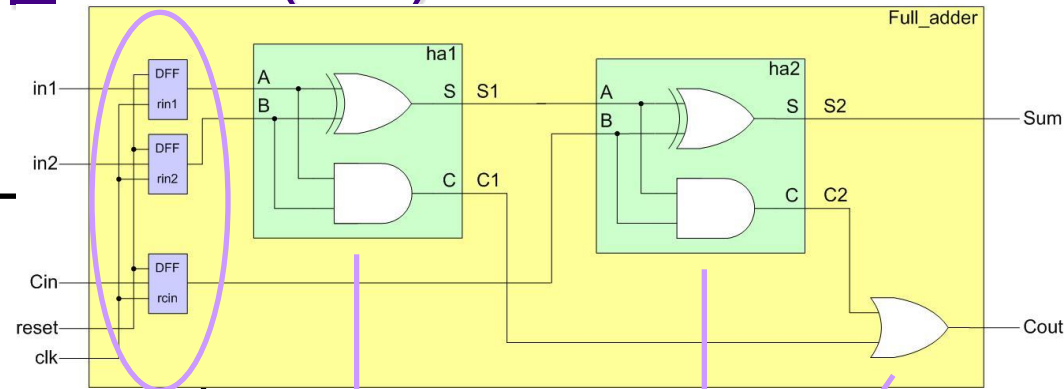 Full_adder
ha1
ha2
in1
DFF
rin1
A
B
S
S1
C
C1
A
B
S
S2
C
C2
Sum
in2
DFF
rin2
Cin
DFF
rcin
reset
clk
Cout